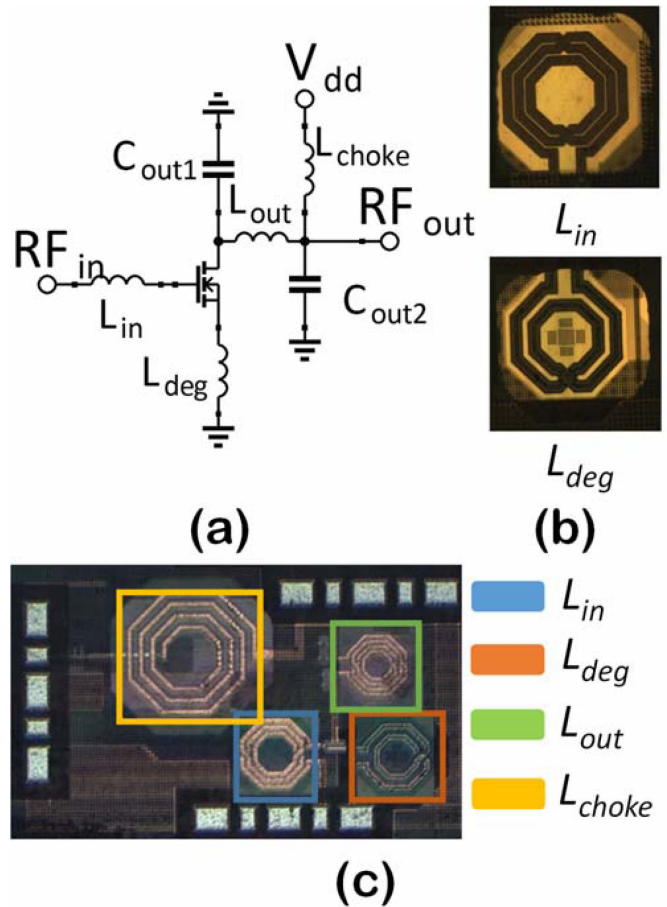 V dd
C out1
L choke
L out
RF in
RF out
L in
C out2
L deg
(a)
L in
L deg
(b)
L in
L deg
L out
L choke
(c)